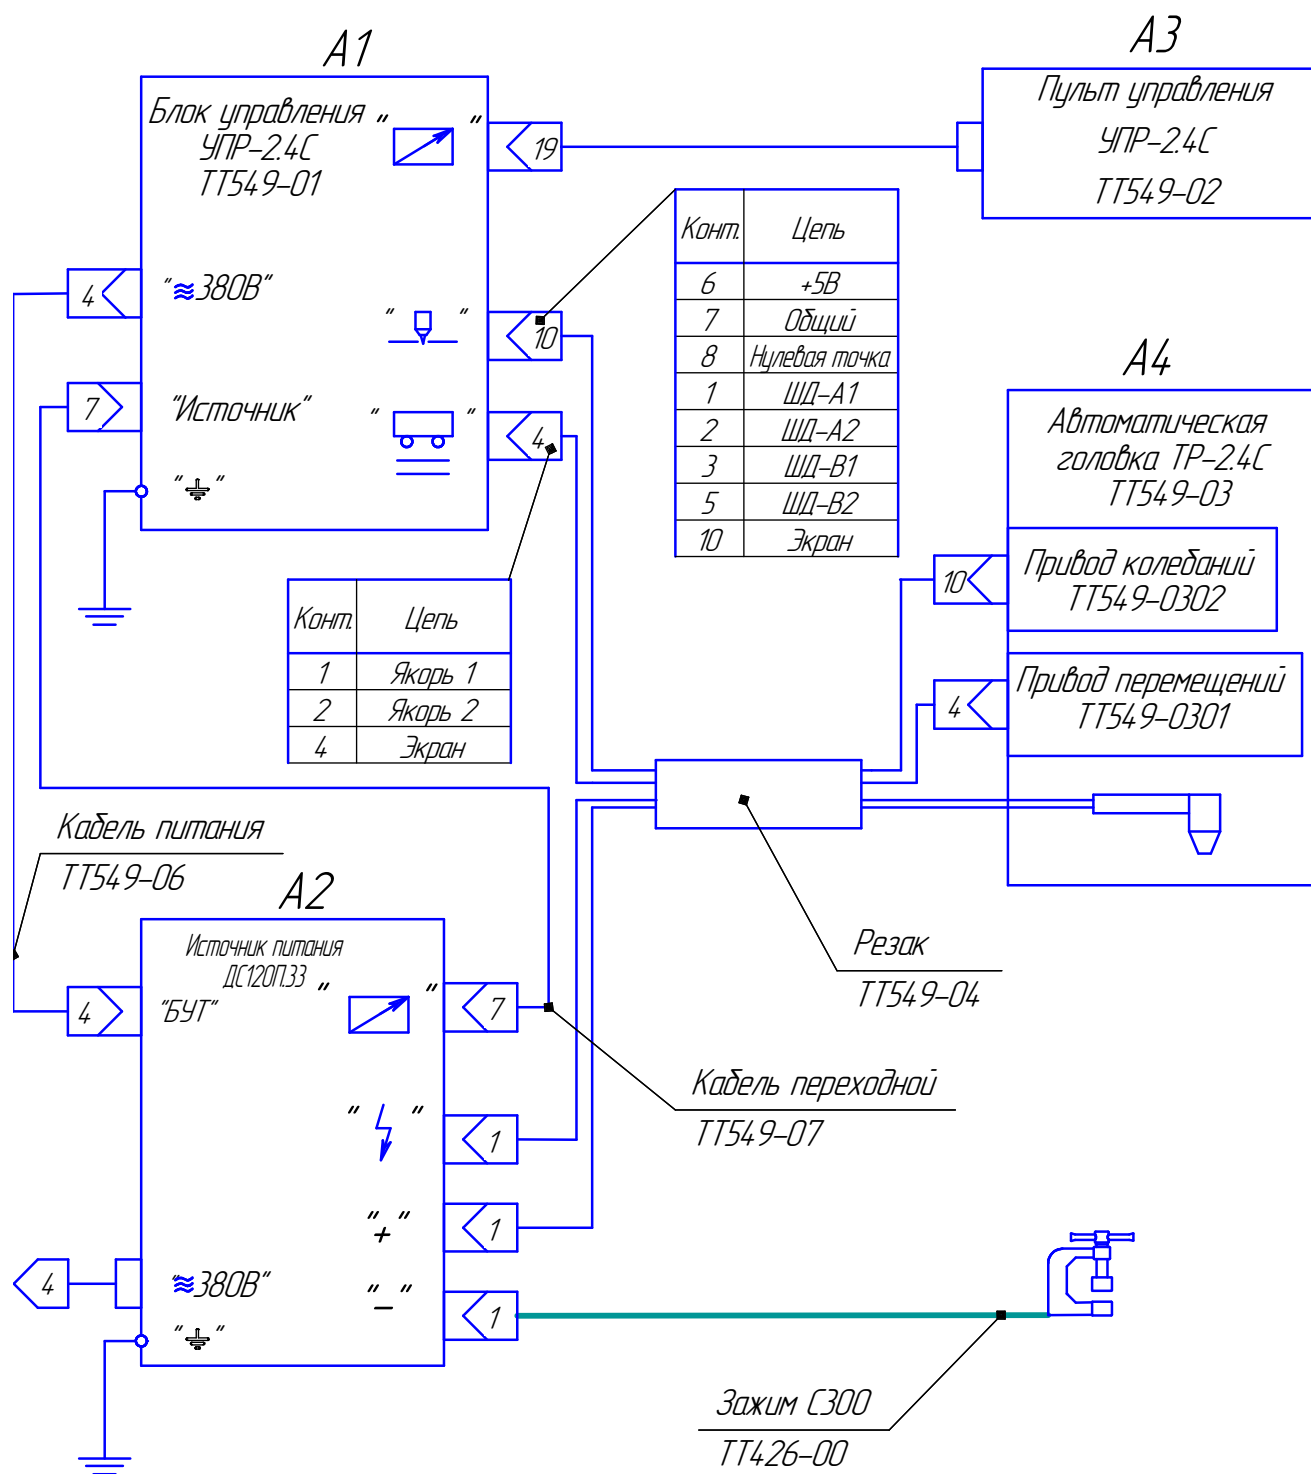 А1
Блок управления
УПР-2.4С
ТТ549-01
" "
19
"≋380В"
4
" "
10
7
"Источник"
" "
4
"⏚"
А3
Пульт управления
УПР-2.4С
ТТ549-02
Конт. Цепь
6 +5В
7 Общий
8 Нулевая точка
1 ШД-А1
2 ШД-А2
3 ШД-В1
5 ШД-В2
10 Экран
Конт. Цепь
1 Якорь 1
2 Якорь 2
4 Экран
А4
Автоматическая
головка ТР-2.4С
ТТ549-03
10
Привод колебаний
ТТ549-0302
4
Привод перемещений
ТТ549-0301
Кабель питания
ТТ549-06
А2
Источник питания
ДС120П.33
4
"БУТ"
" "
7
" "
1
"+"
1
4
"≋380В"
"–"
1
"⏚"
Резак
ТТ549-04
Кабель переходной
ТТ549-07
Зажим С300
ТТ426-00